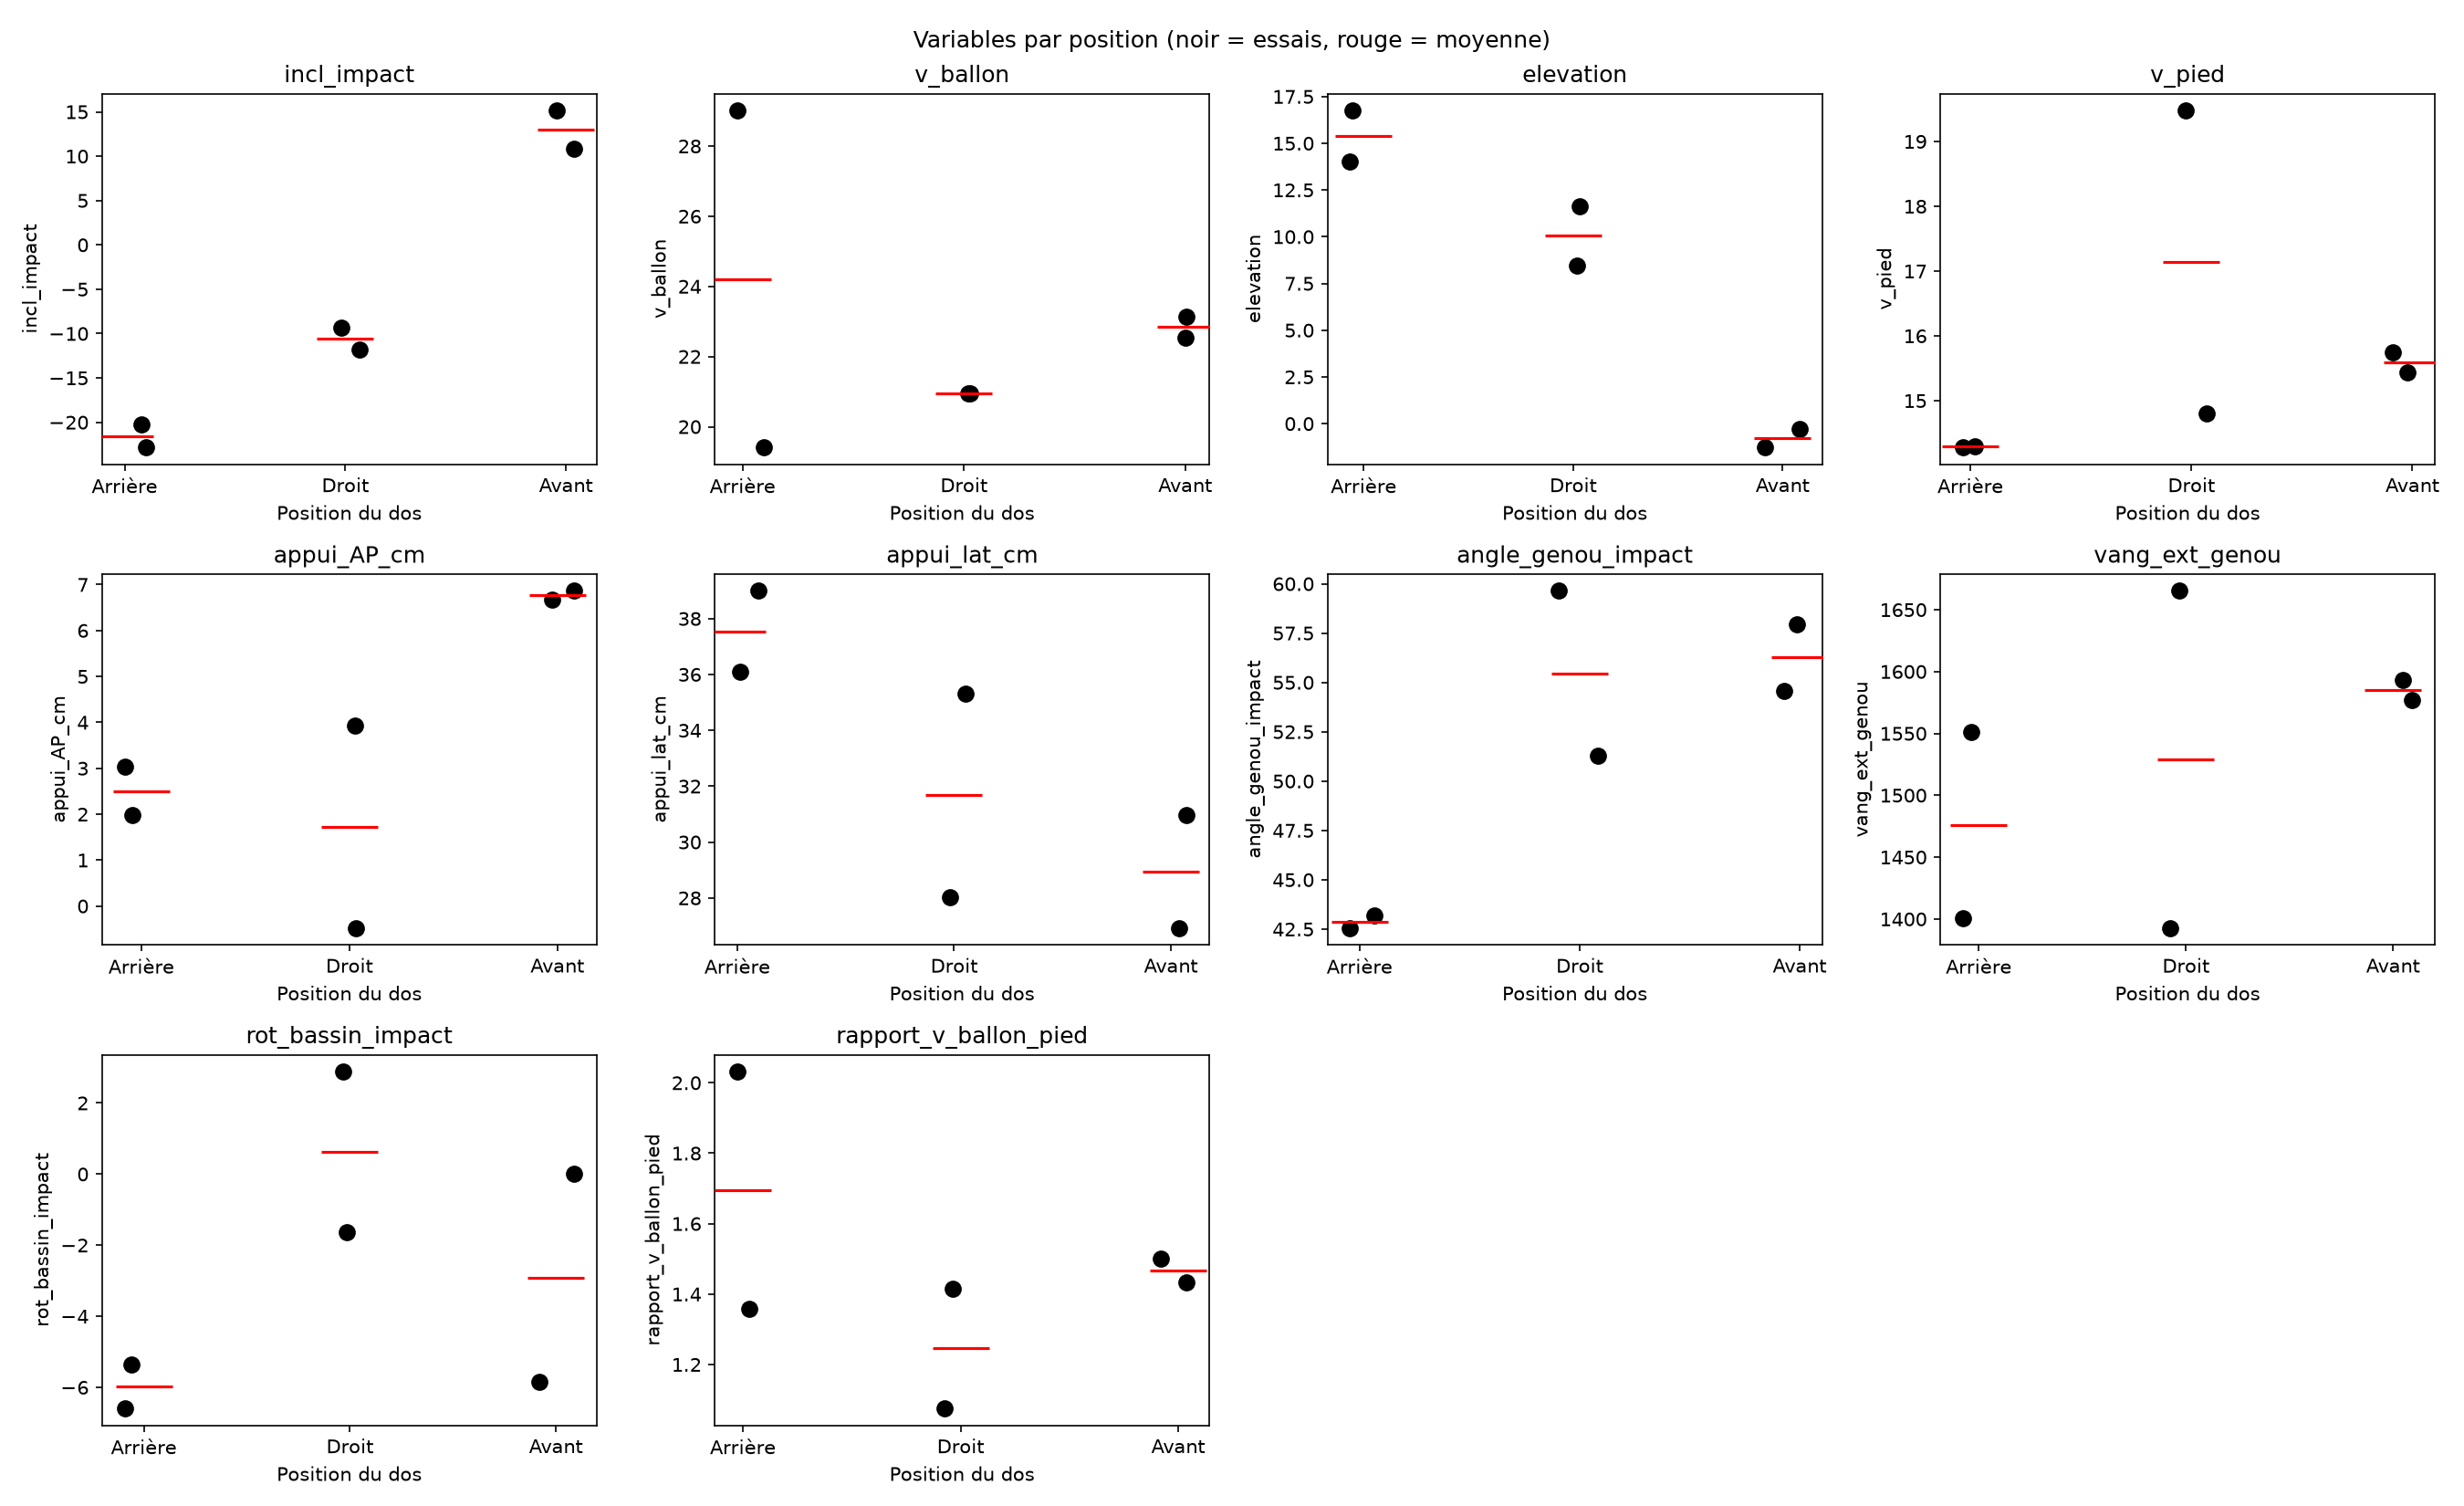 Variables par position (noir = essais, rouge = moyenne)
incl_impact
15
10
5
0
−5
−10
−15
−20
incl_impact
Arrière Droit Avant
Position du dos
v_ballon
28
26
24
22
20
v_ballon
Arrière Droit Avant
Position du dos
elevation
17.5
15.0
12.5
10.0
7.5
5.0
2.5
0.0
elevation
Arrière Droit Avant
Position du dos
v_pied
19
18
17
16
15
v_pied
Arrière Droit Avant
Position du dos
appui_AP_cm
7
6
5
4
3
2
1
0
appui_AP_cm
Arrière Droit Avant
Position du dos
appui_lat_cm
38
36
34
32
30
28
appui_lat_cm
Arrière Droit Avant
Position du dos
angle_genou_impact
60.0
57.5
55.0
52.5
50.0
47.5
45.0
42.5
angle_genou_impact
Arrière Droit Avant
Position du dos
vang_ext_genou
1650
1600
1550
1500
1450
1400
vang_ext_genou
Arrière Droit Avant
Position du dos
rot_bassin_impact
2
0
−2
−4
−6
rot_bassin_impact
Arrière Droit Avant
Position du dos
rapport_v_ballon_pied
2.0
1.8
1.6
1.4
1.2
rapport_v_ballon_pied
Arrière Droit Avant
Position du dos